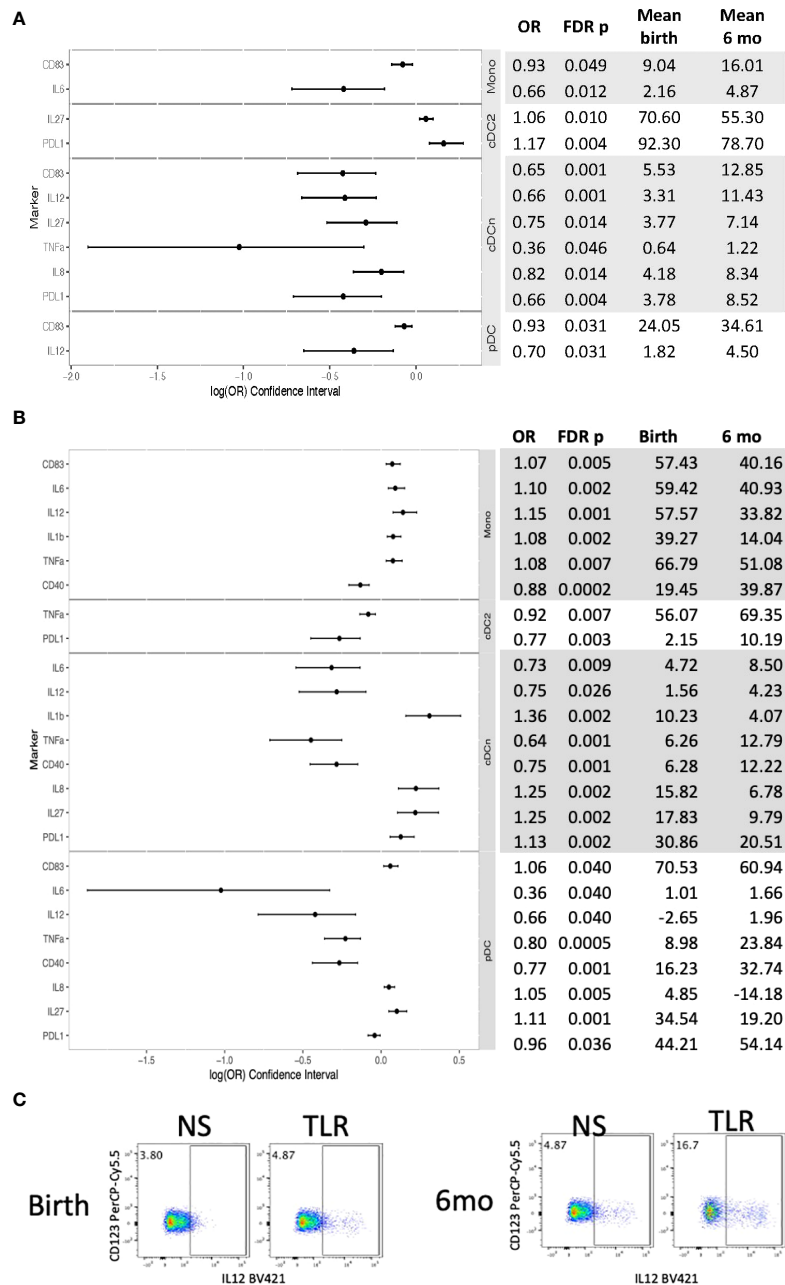 A
OR FDR p Mean birth Mean 6 mo
CD83 0.93 0.049 9.04 16.01
IL6 0.66 0.012 2.16 4.87
Mono
IL27 1.06 0.010 70.60 55.30
PDL1 1.17 0.004 92.30 78.70
cDC2
CD83 0.65 0.001 5.53 12.85
IL12 0.66 0.001 3.31 11.43
IL27 0.75 0.014 3.77 7.14
TNFa 0.36 0.046 0.64 1.22
IL8 0.82 0.014 4.18 8.34
PDL1 0.66 0.004 3.78 8.52
cDCn
CD83 0.93 0.031 24.05 34.61
IL12 0.70 0.031 1.82 4.50
pDC
Marker
-2.0 -1.5 -1.0 -0.5 0.0
log(OR) Confidence Interval
B
OR FDR p Birth 6 mo
CD83 1.07 0.005 57.43 40.16
IL6 1.10 0.002 59.42 40.93
IL12 1.15 0.001 57.57 33.82
IL1b 1.08 0.002 39.27 14.04
TNFa 1.08 0.007 66.79 51.08
CD40 0.88 0.0002 19.45 39.87
Mono
TNFa 0.92 0.007 56.07 69.35
PDL1 0.77 0.003 2.15 10.19
cDC2
IL6 0.73 0.009 4.72 8.50
IL12 0.75 0.026 1.56 4.23
IL1b 1.36 0.002 10.23 4.07
TNFa 0.64 0.001 6.26 12.79
CD40 0.75 0.001 6.28 12.22
IL8 1.25 0.002 15.82 6.78
IL27 1.25 0.002 17.83 9.79
PDL1 1.13 0.002 30.86 20.51
cDCn
CD83 1.06 0.040 70.53 60.94
IL6 0.36 0.040 1.01 1.66
IL12 0.66 0.040 -2.65 1.96
TNFa 0.80 0.0005 8.98 23.84
CD40 0.77 0.001 16.23 32.74
IL8 1.05 0.005 4.85 -14.18
IL27 1.11 0.001 34.54 19.20
PDL1 0.96 0.036 44.21 54.14
pDC
Marker
-1.5 -1.0 -0.5 0.0 0.5
log(OR) Confidence Interval
C
NS TLR NS TLR
3.80 4.87 4.87 16.7
Birth
CD123 PerCP-Cy5.5
6mo
CD123 PerCP-Cy5.5
IL12 BV421
IL12 BV421